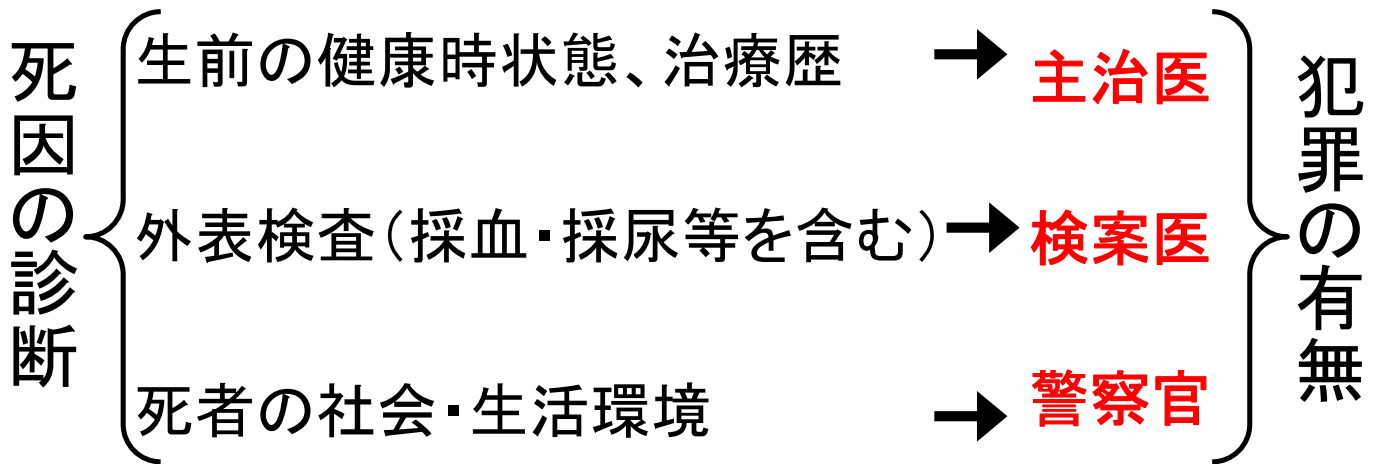 死因の診断
生前の健康時状態、治療歴 → 主治医
外表検査(採血・採尿等を含む) → 検案医
死者の社会・生活環境 → 警察官
犯罪の有無